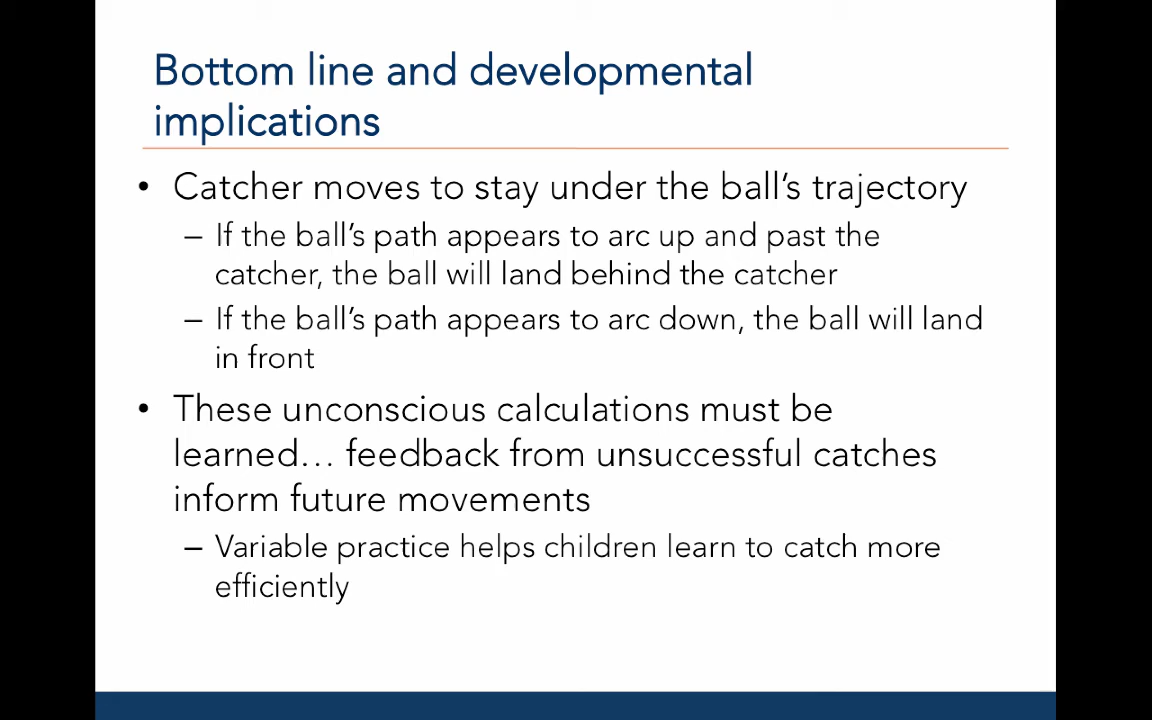 Bottom line and developmental
implications
• Catcher moves to stay under the ball’s trajectory
– If the ball’s path appears to arc up and past the
catcher, the ball will land behind the catcher
– If the ball’s path appears to arc down, the ball will land
in front
• These unconscious calculations must be
learned… feedback from unsuccessful catches
inform future movements
– Variable practice helps children learn to catch more
efficiently